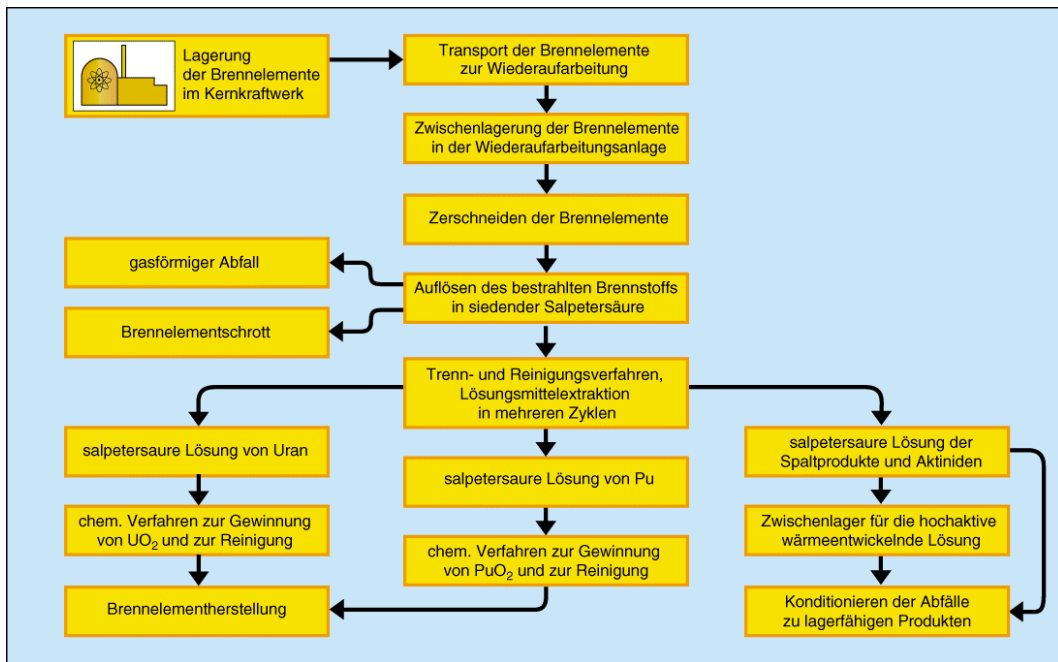 Lagerung
der Brennelemente
im Kernkraftwerk
Transport der Brennelemente
zur Wiederaufarbeitung
Zwischenlagerung der Brennelemente
in der Wiederaufarbeitungsanlage
Zerschneiden der Brennelemente
gasförmiger Abfall
Auflösen des bestrahlten Brennstoffs
in siedender Salpetersäure
Brennelementschrott
Trenn- und Reinigungsverfahren,
Lösungsmittelextraktion
in mehreren Zyklen
salpetersaure Lösung von Uran
chem. Verfahren zur Gewinnung
von UO₂ und zur Reinigung
Brennelementherstellung
salpetersaure Lösung von Pu
chem. Verfahren zur Gewinnung
von PuO₂ und zur Reinigung
salpetersaure Lösung der
Spaltprodukte und Aktiniden
Zwischenlager für die hochaktive
wärmeentwickelnde Lösung
Konditionieren der Abfälle
zu lagerfähigen Produkten